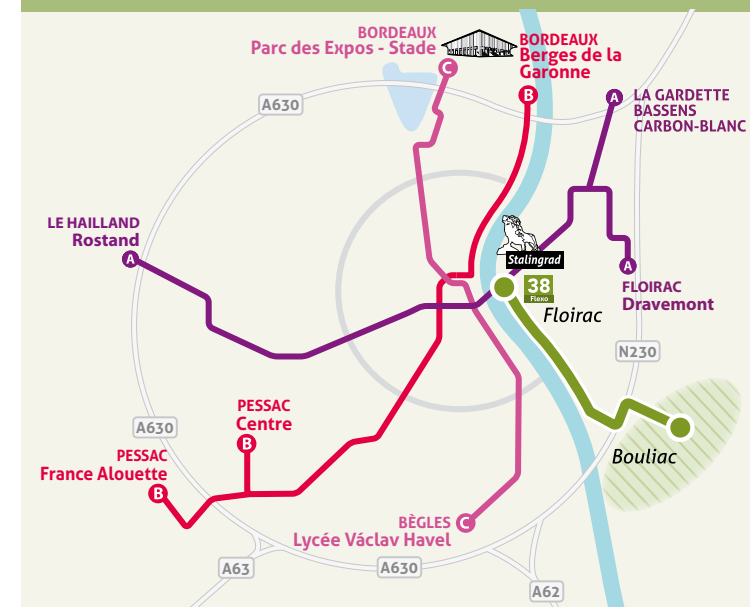 BORDEAUX
Parc des Expos - Stade
C
BORDEAUX
Berges de la
Garonne
B
A
LA GARDETTE
BASSENS
CARBON-BLANC
A630
LE HAILLAND
Rostand
A
Stalingrad
38
Flexo
Floirac
A
FLOIRAC
Dravemont
N230
PESSAC
Centre
B
A630
PESSAC
France Alouette
B
Bouliac
BÈGLES
Lycée Václav Havel
C
A63
A630
A62